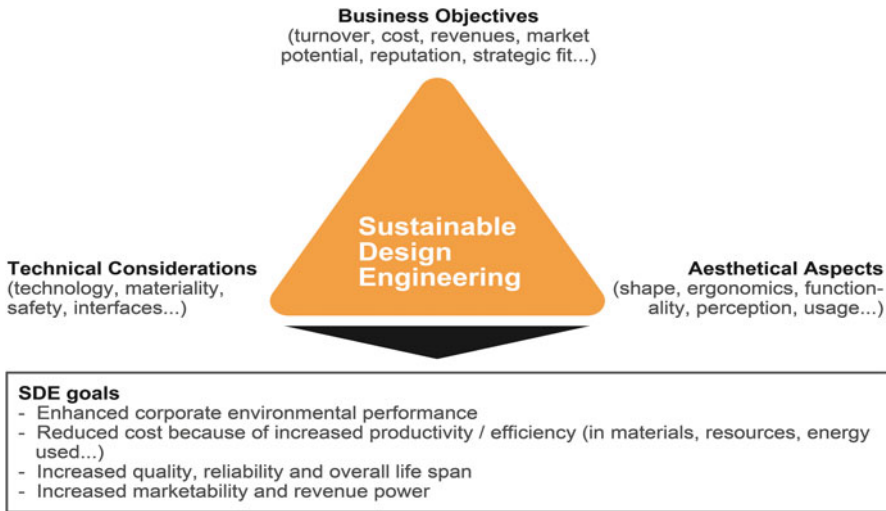 Business Objectives
(turnover, cost, revenues, market
potential, reputation, strategic fit...)
Sustainable
Design
Engineering
Technical Considerations
(technology, materiality,
safety, interfaces...)
Aesthetical Aspects
(shape, ergonomics, function-
ality, perception, usage...)
SDE goals
- Enhanced corporate environmental performance
- Reduced cost because of increased productivity / efficiency (in materials, resources, energy
used...)
- Increased quality, reliability and overall life span
- Increased marketability and revenue power